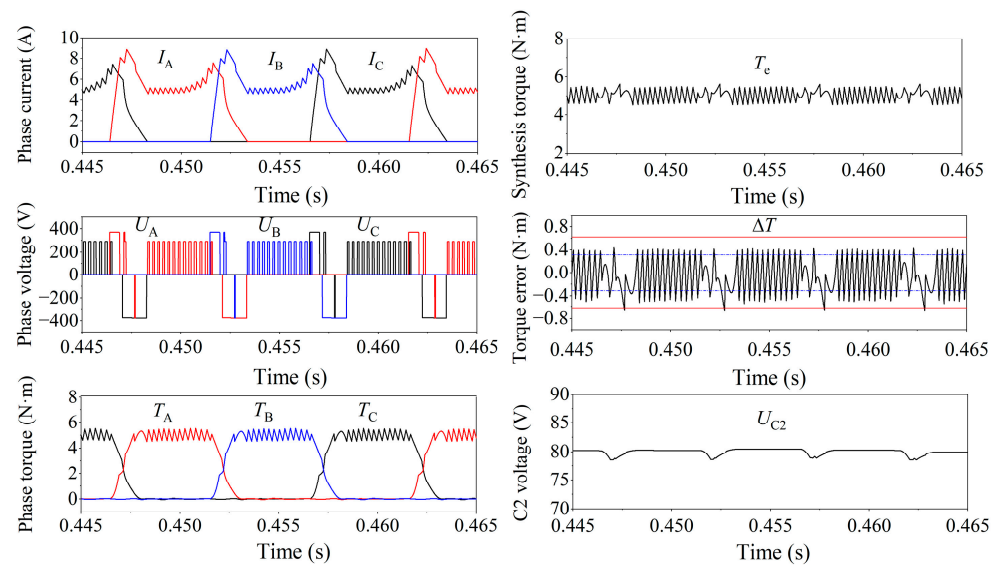 Phase current (A)
10
8
6
4
2
0
I_A
I_B
I_C
0.445
0.450
0.455
0.460
0.465
Time (s)
Synthesis torque (N·m)
8
6
4
2
T_e
0.445
0.450
0.455
0.460
0.465
Time (s)
Phase voltage (V)
400
200
0
−200
−400
U_A
U_B
U_C
0.445
0.450
0.455
0.460
0.465
Time (s)
Torque error (N·m)
0.8
0.4
0.0
−0.4
−0.8
ΔT
0.445
0.450
0.455
0.460
0.465
Time (s)
Phase torque (N·m)
8
6
4
2
0
T_A
T_B
T_C
0.445
0.450
0.455
0.460
0.465
Time (s)
C2 voltage (V)
90
85
80
75
70
U_C2
0.445
0.450
0.455
0.460
0.465
Time (s)